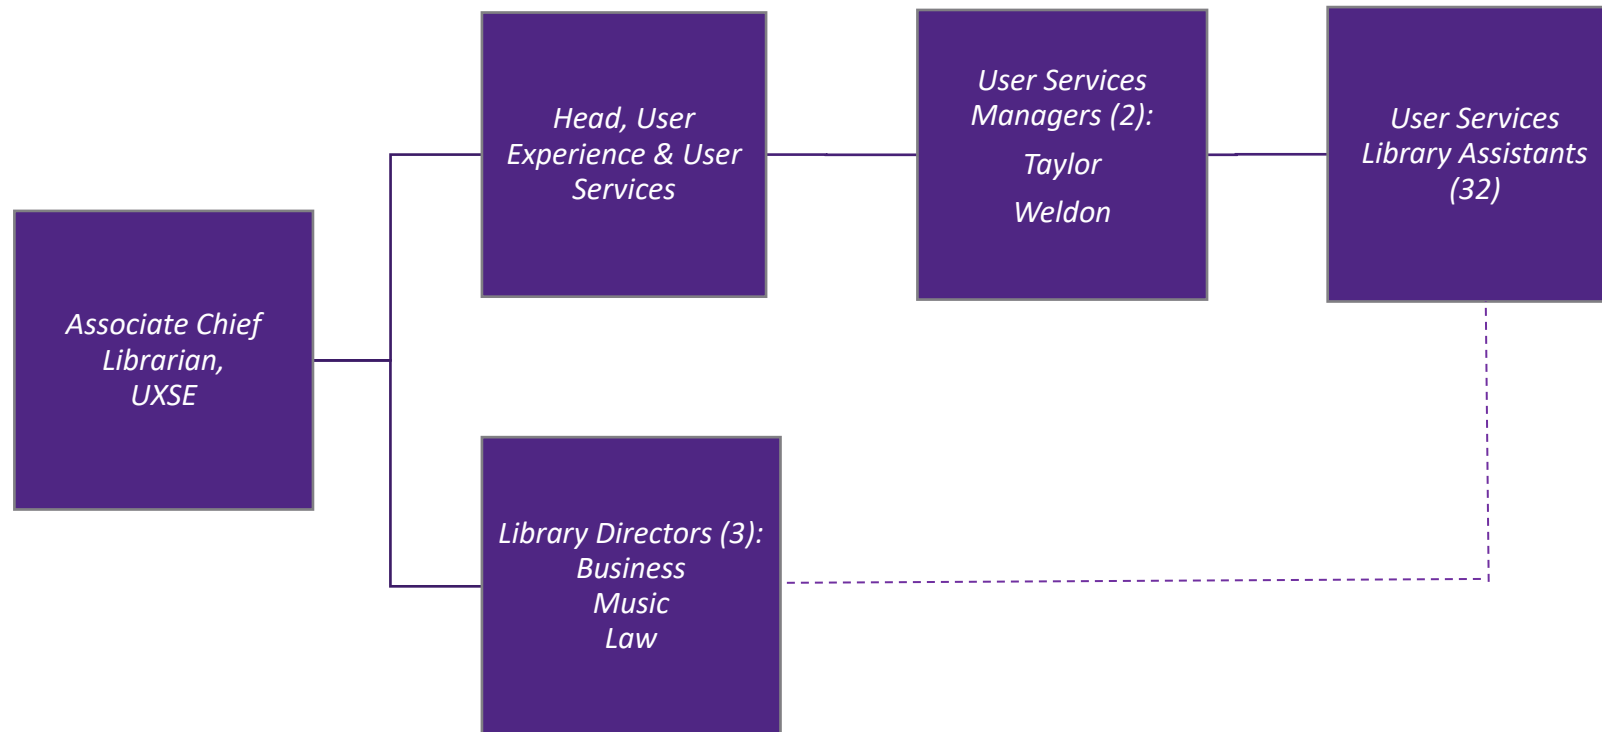 Associate Chief
Librarian,
UXSE
Head, User
Experience & User
Services
User Services
Managers (2):
Taylor
Weldon
User Services
Library Assistants
(32)
Library Directors (3):
Business
Music
Law